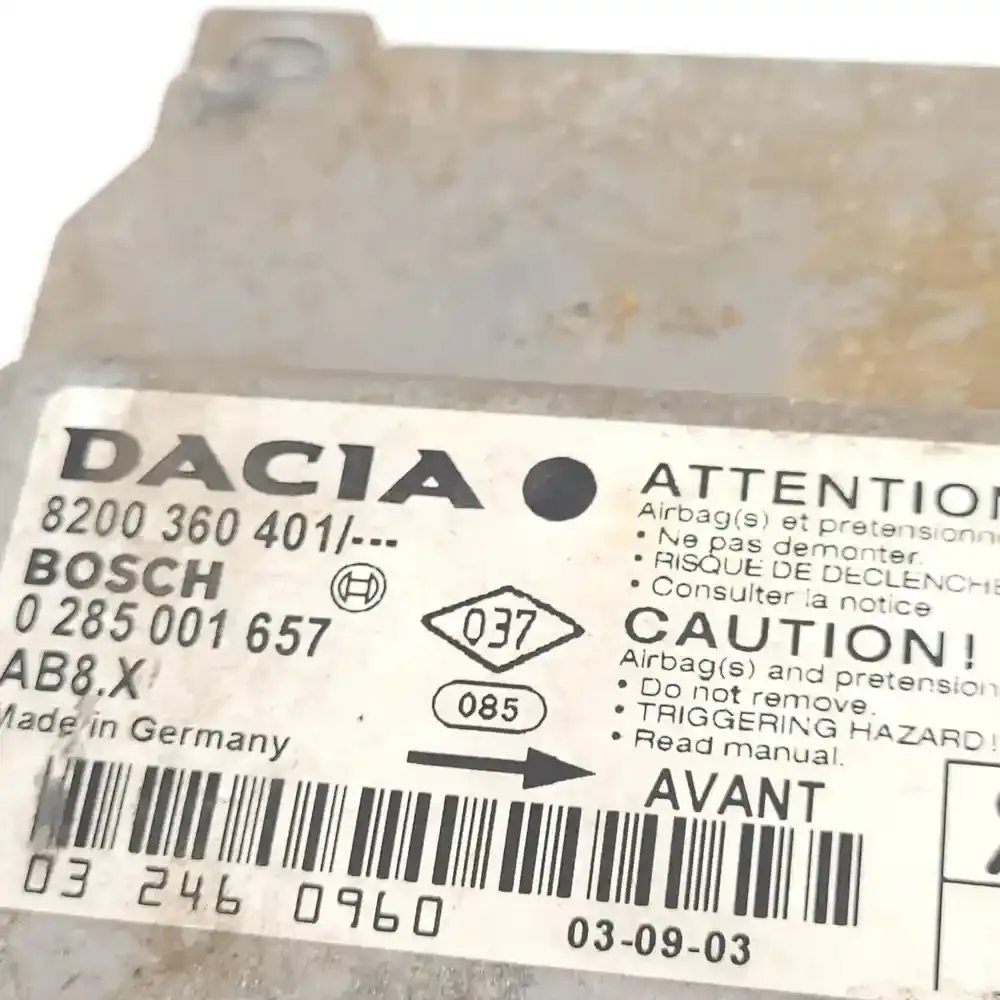 DACIA
8200 360 401/---
BOSCH
0 285 001 657
AB8.X
Made in Germany
037
085
ATTENTION
Airbag(s) et pretensionn
• Ne pas demonter.
• RISQUE DE DECLENCHE
• Consulter la notice
CAUTION!
Airbag(s) and pretension
• Do not remove.
• TRIGGERING HAZARD!
• Read manual.
AVANT
03 246 0960
03-09-03